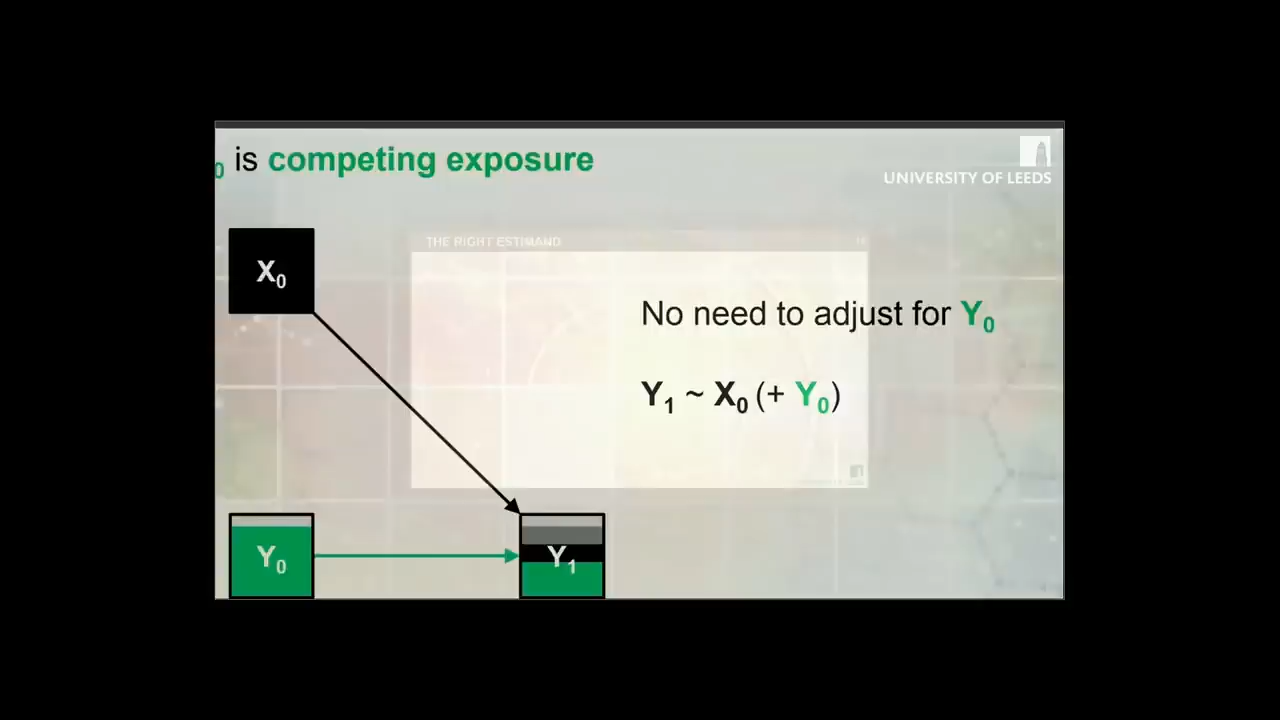 0 is competing exposure
UNIVERSITY OF LEEDS
X0
THE RIGHT ESTIMAND
No need to adjust for Y0
Y1 ~ X0 (+ Y0)
Y0
Y1